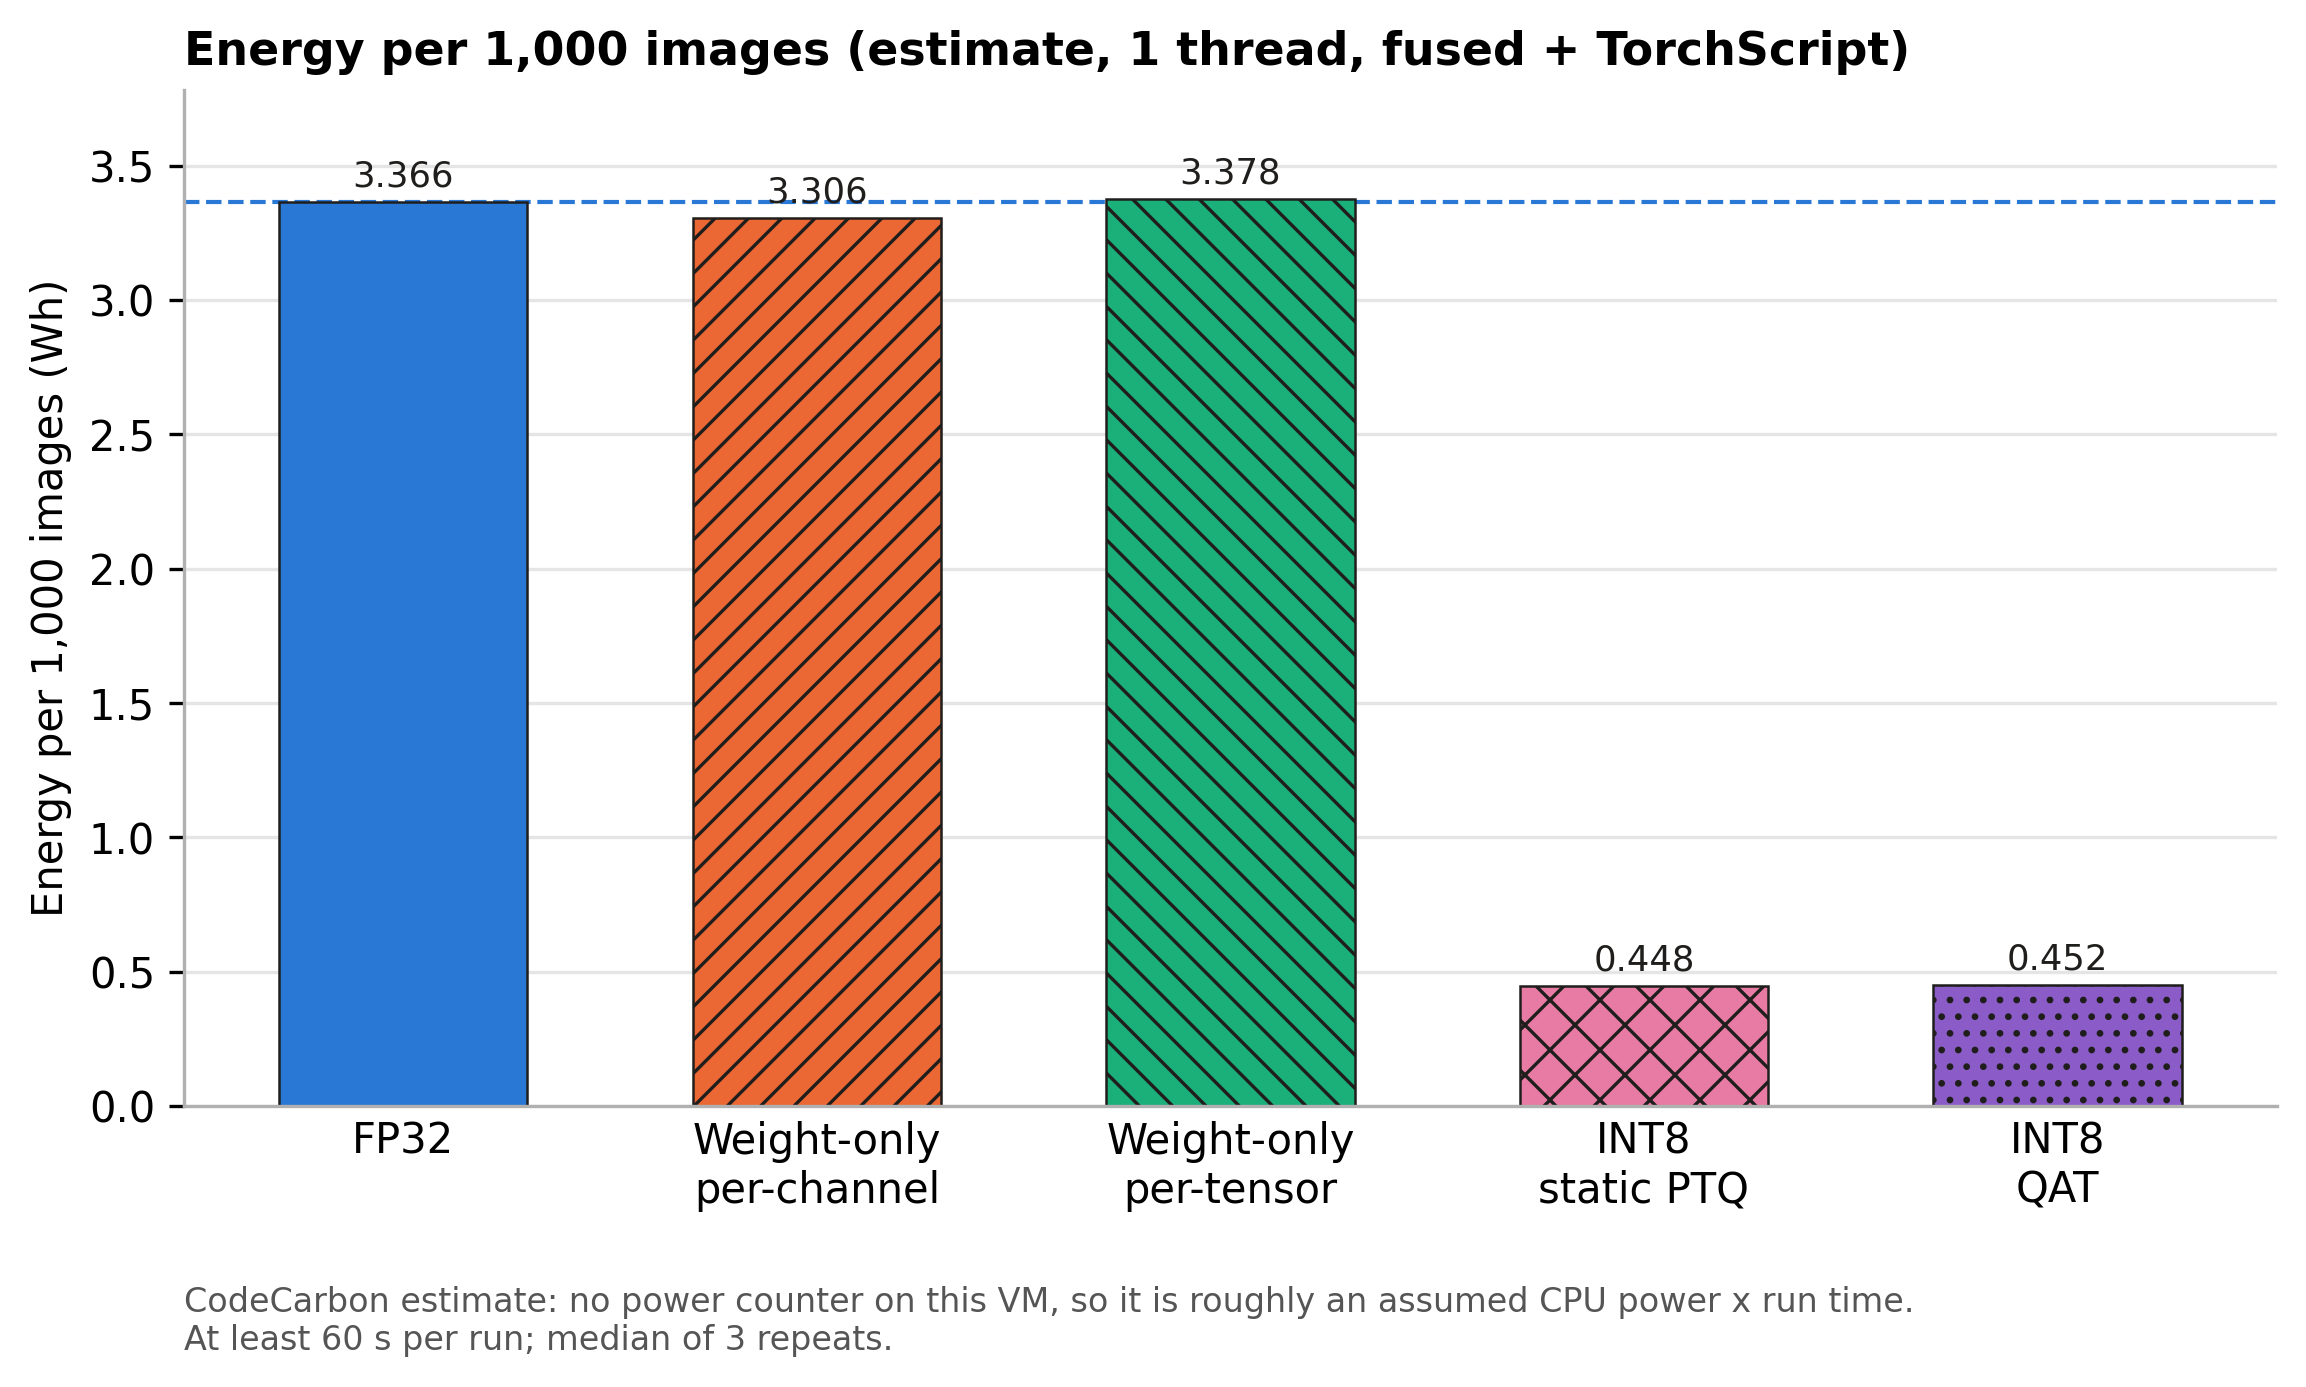 Energy per 1,000 images (estimate, 1 thread, fused + TorchScript)
Energy per 1,000 images (Wh)
3.5
3.0
2.5
2.0
1.5
1.0
0.5
0.0
3.366
3.306
3.378
0.448
0.452
FP32
Weight-only
per-channel
Weight-only
per-tensor
INT8
static PTQ
INT8
QAT
CodeCarbon estimate: no power counter on this VM, so it is roughly an assumed CPU power x run time.
At least 60 s per run; median of 3 repeats.